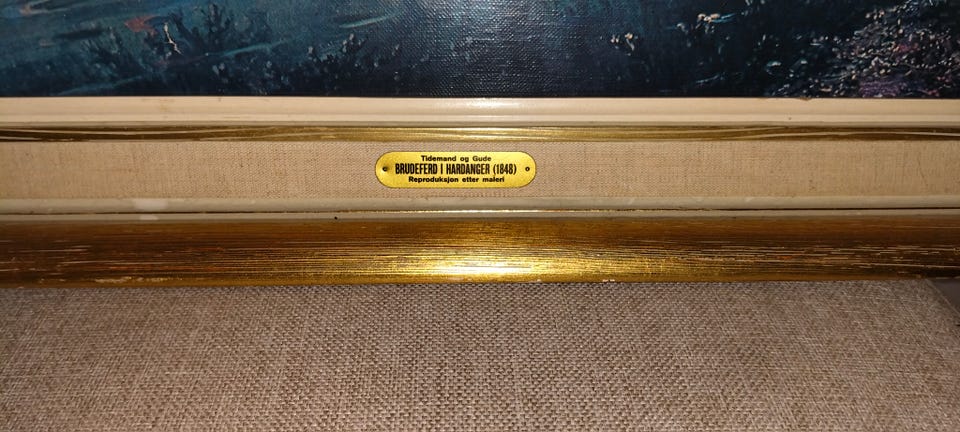 Tidemand og Gude
BRUDEFERD I HARDANGER (1848)
Reproduksjon etter maleri